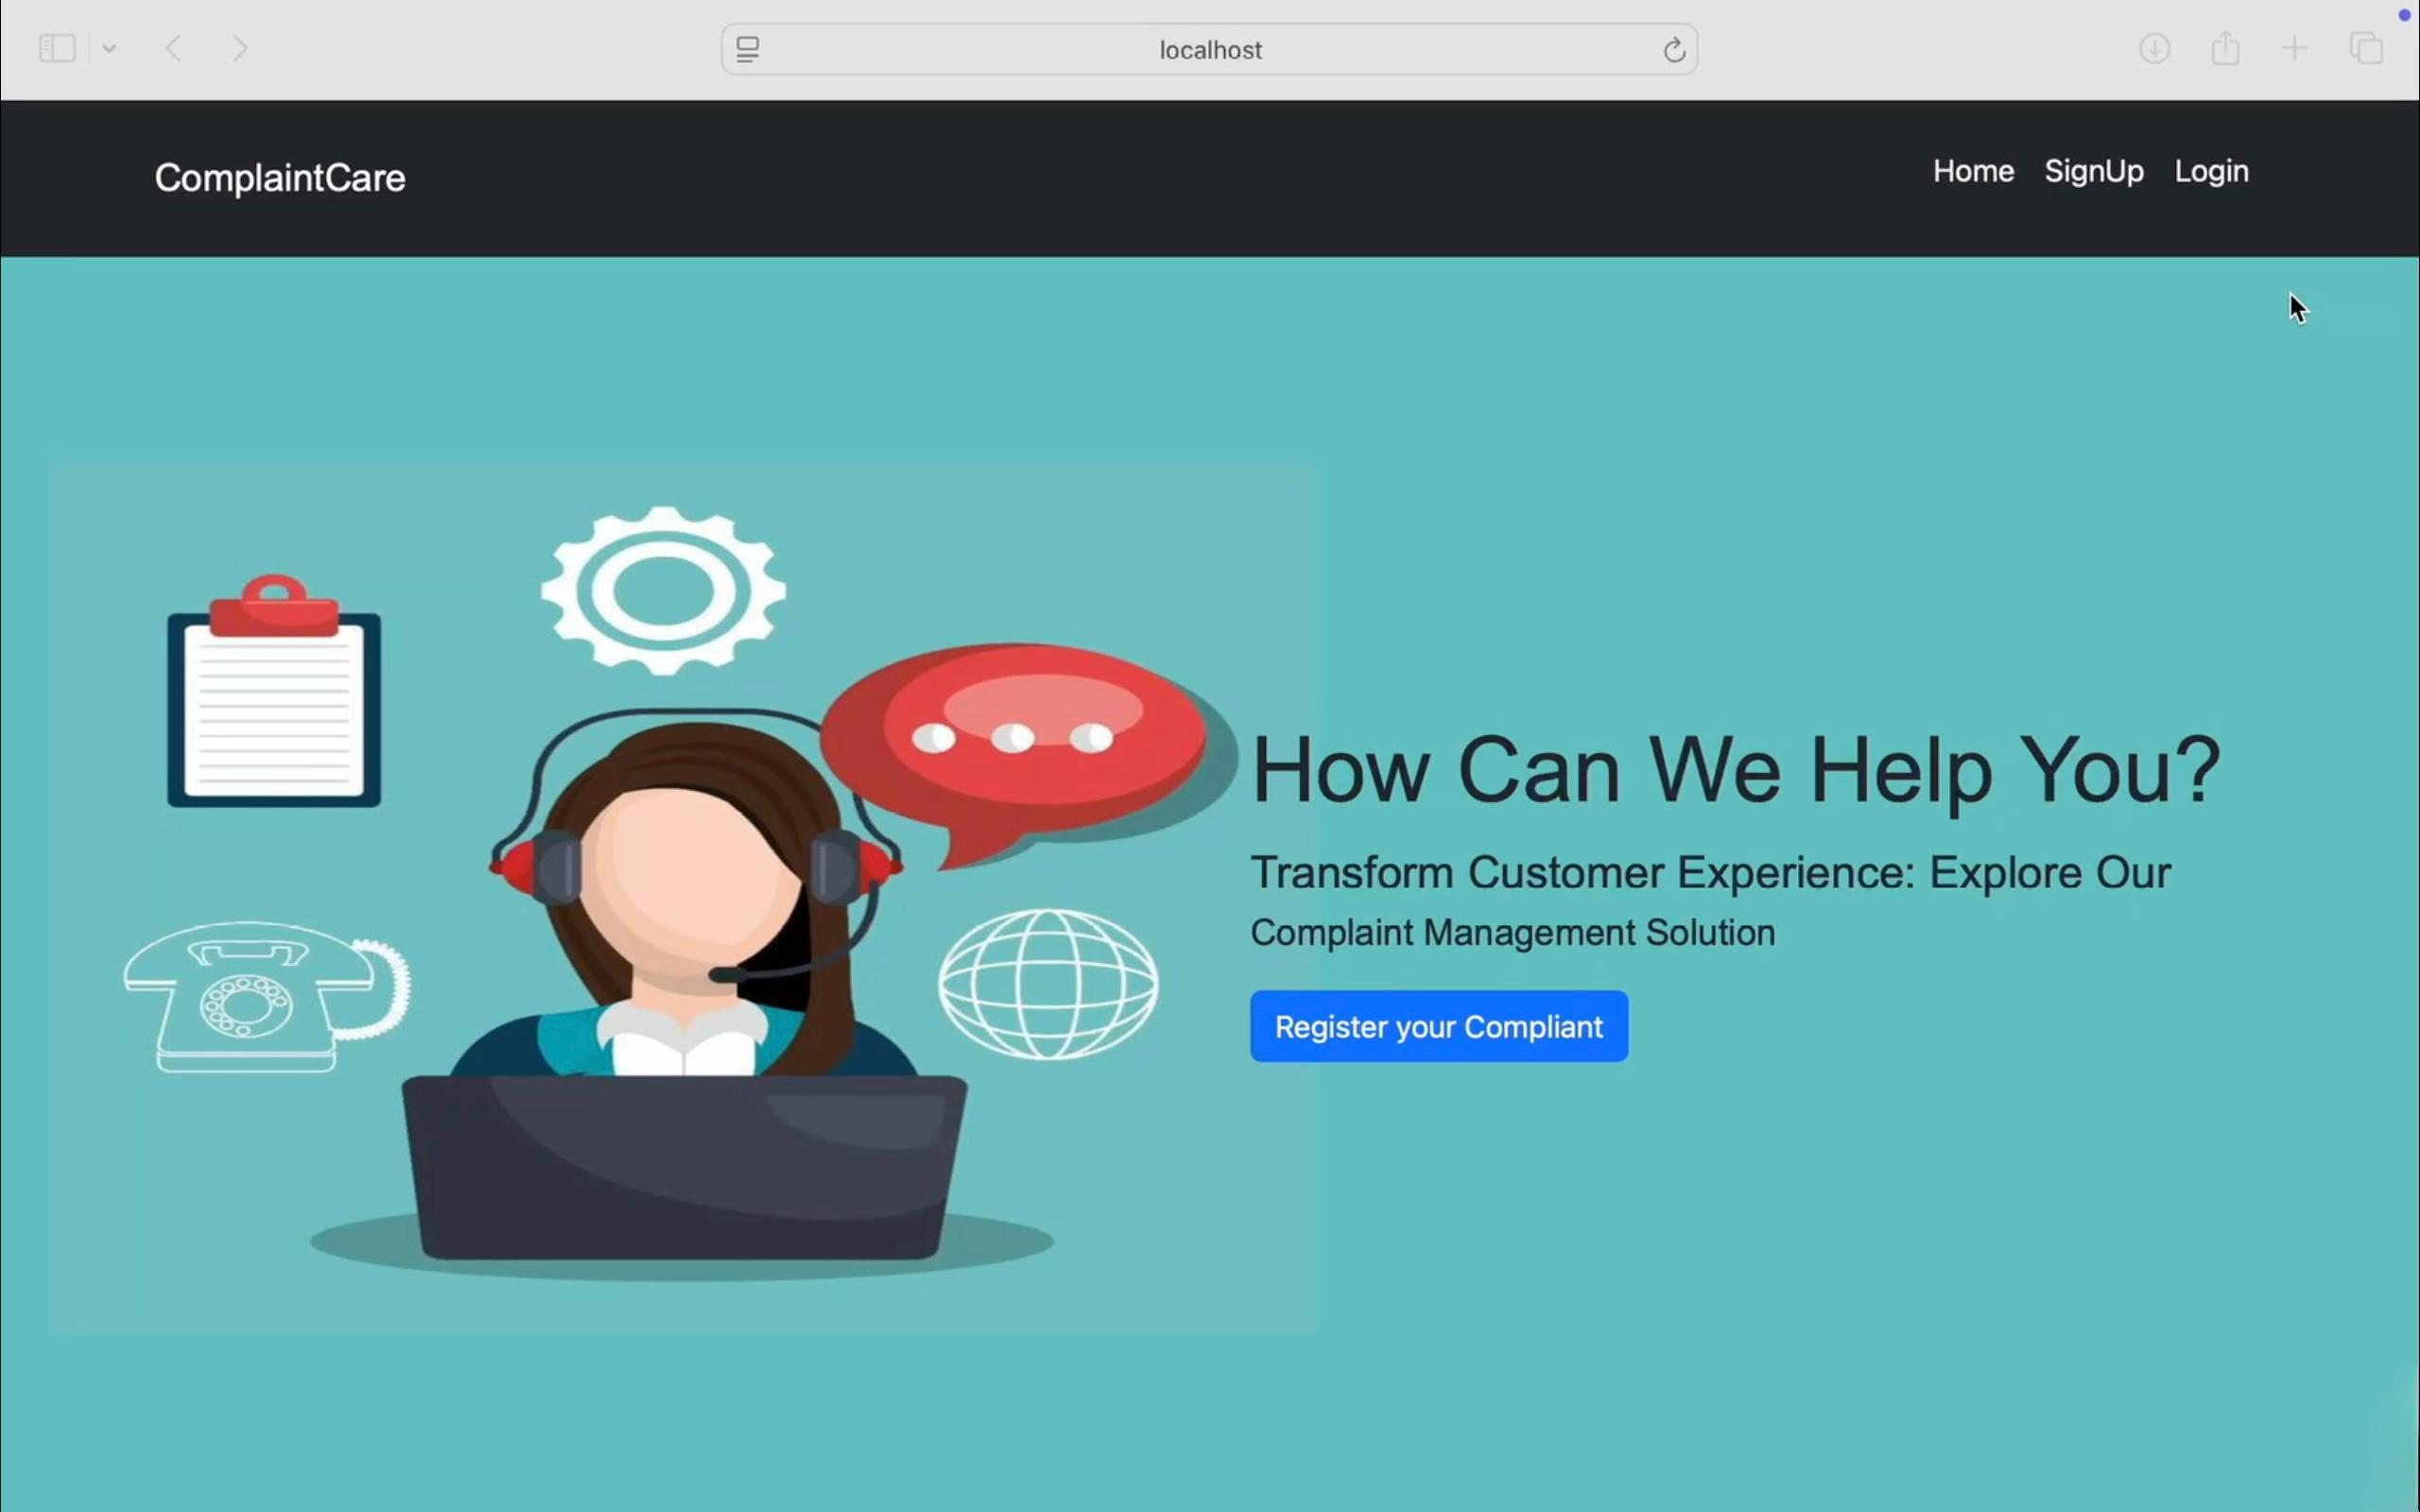 localhost
ComplaintCare
Home SignUp Login
How Can We Help You?
Transform Customer Experience: Explore Our
Complaint Management Solution
Register your Compliant